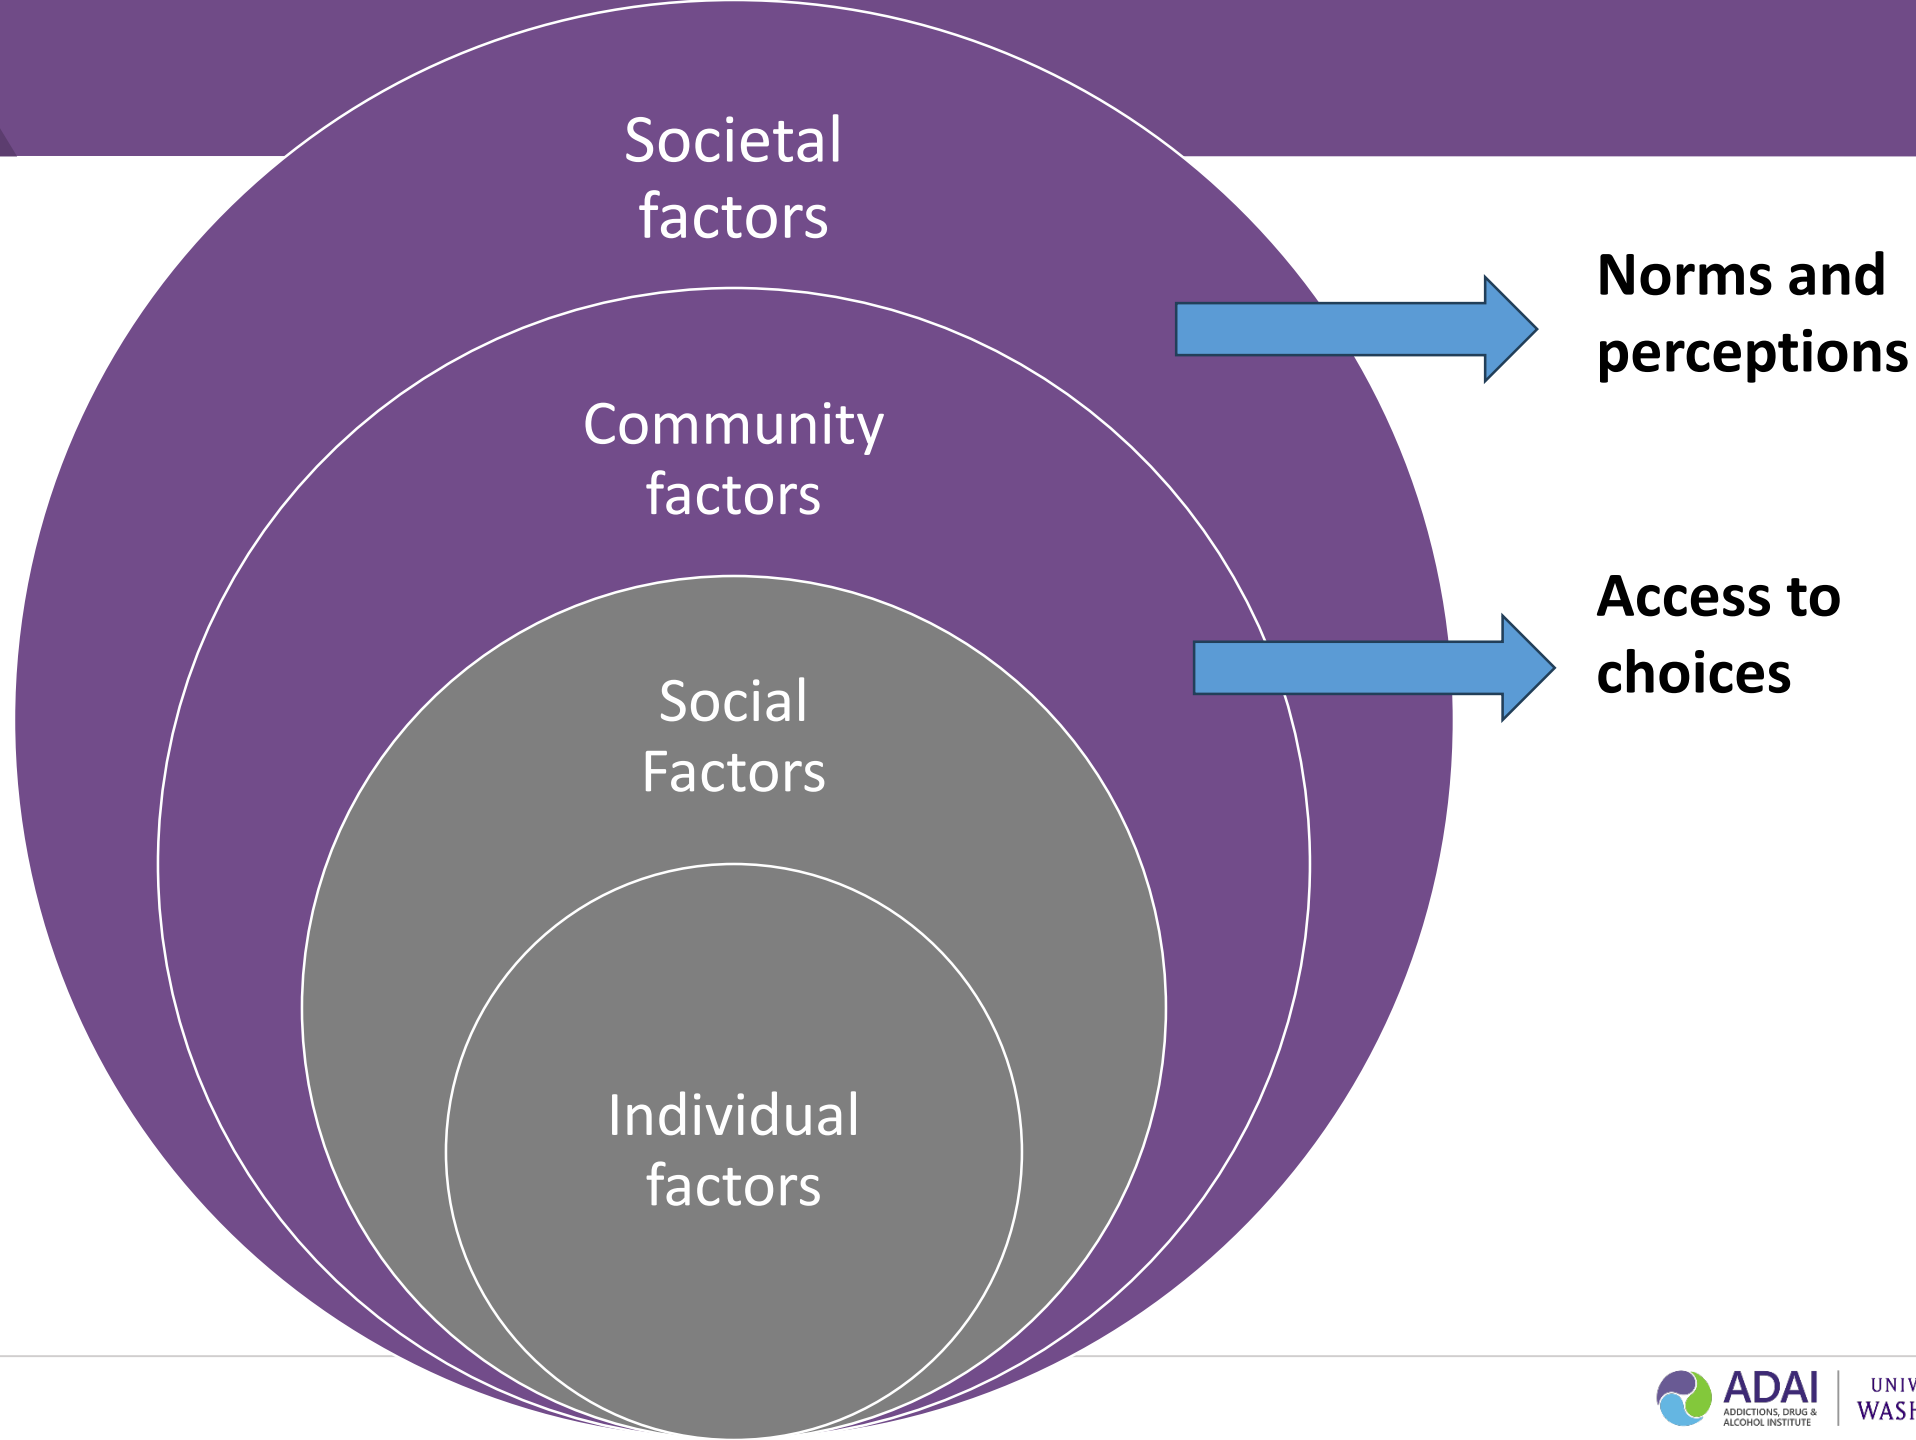 Societal
factors
Norms and
perceptions
Community
factors
Access to
choices
Social
Factors
Individual
factors
ADAI
ADDICTIONS, DRUG &
ALCOHOL INSTITUTE